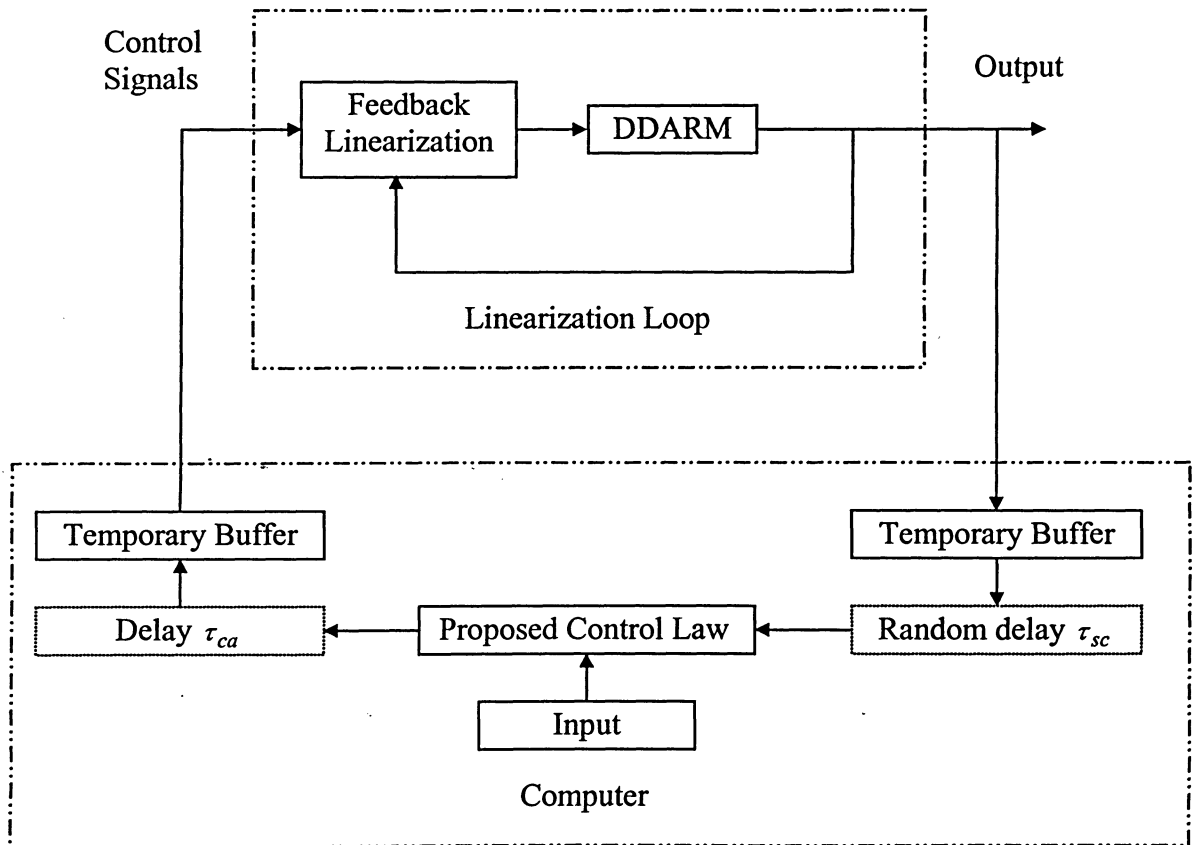 Control
Signals
Output
Feedback
Linearization
DDARM
Linearization Loop
Temporary Buffer
Temporary Buffer
Delay τca
Proposed Control Law
Random delay τsc
Input
Computer